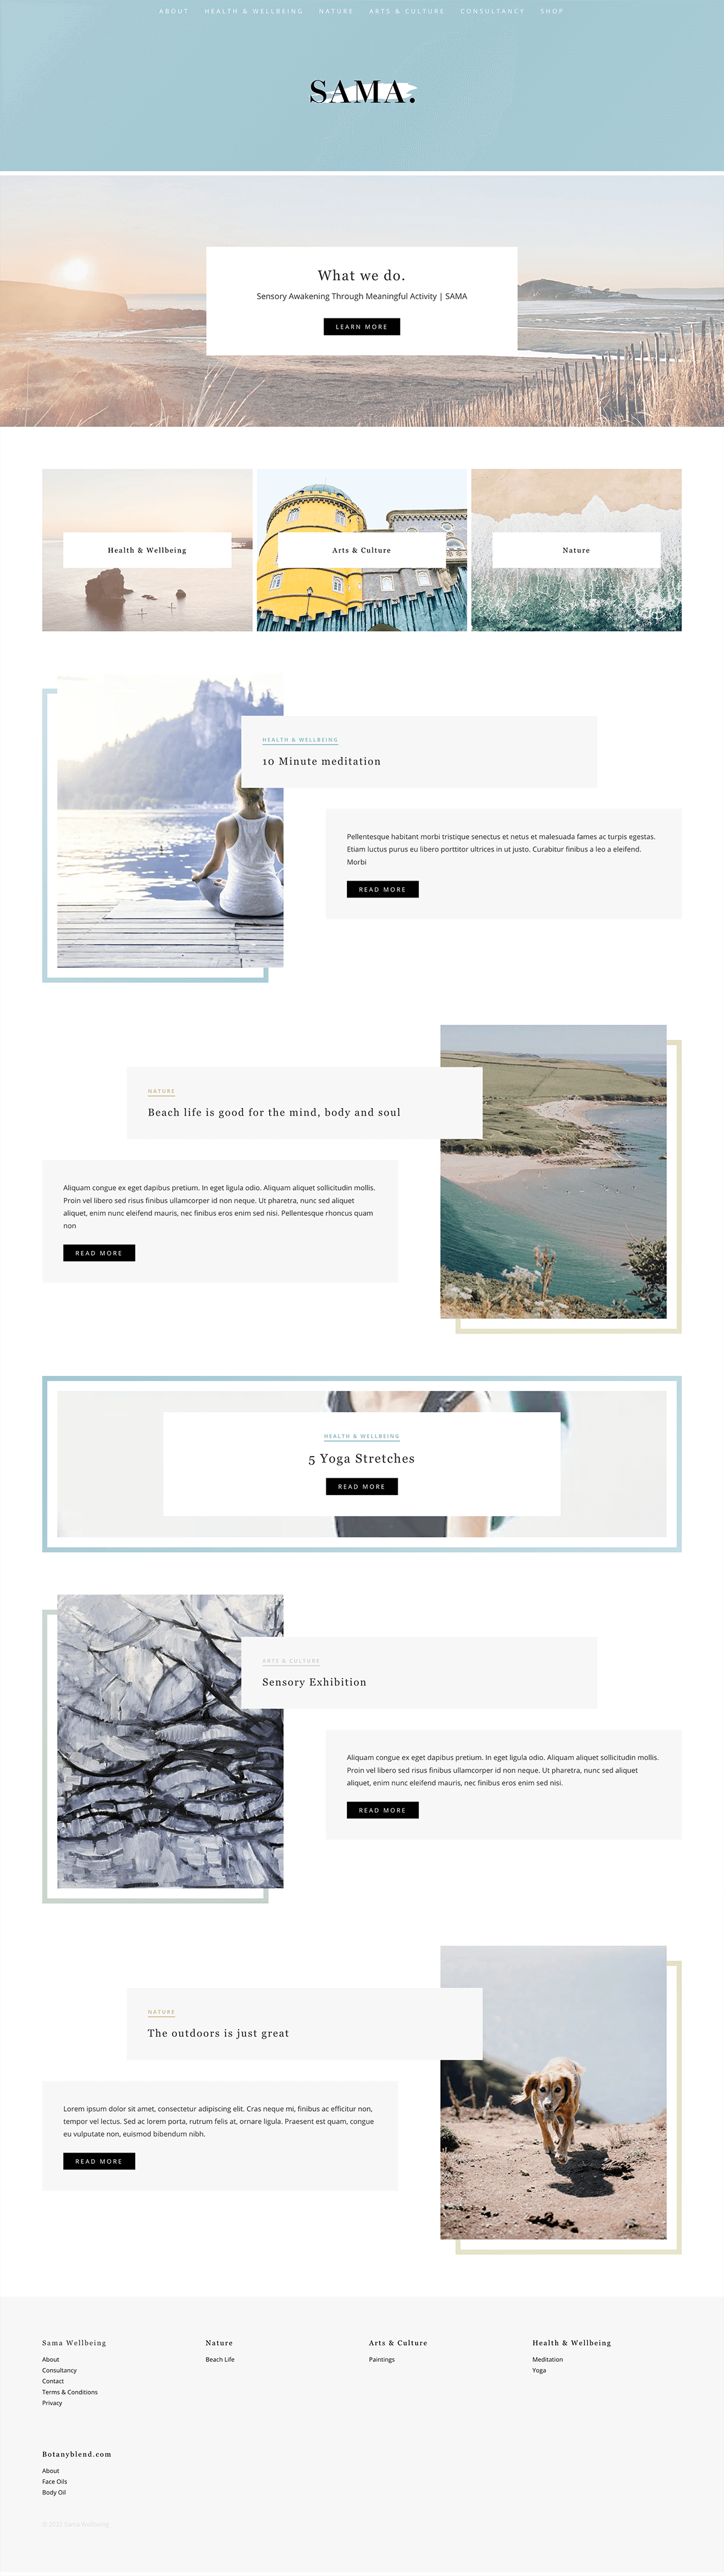 ABOUT HEALTH & WELLBEING NATURE ARTS & CULTURE CONSULTANCY SHOP
SAMA.
What we do.
Sensory Awakening Through Meaningful Activity | SAMA
LEARN MORE
Health & Wellbeing
Arts & Culture
Nature
HEALTH & WELLBEING
10 Minute meditation
Pellentesque habitant morbi tristique senectus et netus et malesuada fames ac turpis egestas.
Etiam luctus purus eu libero porttitor ultrices in ut justo. Curabitur finibus a leo a eleifend.
Morbi
READ MORE
NATURE
Beach life is good for the mind, body and soul
Aliquam congue ex eget dapibus pretium. In eget ligula odio. Aliquam aliquet sollicitudin mollis.
Proin vel libero sed risus finibus ullamcorper id non neque. Ut pharetra, nunc sed aliquet
aliquet, enim nunc eleifend mauris, nec finibus eros enim sed nisi. Pellentesque rhoncus quam
non
READ MORE
HEALTH & WELLBEING
5 Yoga Stretches
READ MORE
ARTS & CULTURE
Sensory Exhibition
Aliquam congue ex eget dapibus pretium. In eget ligula odio. Aliquam aliquet sollicitudin mollis.
Proin vel libero sed risus finibus ullamcorper id non neque. Ut pharetra, nunc sed aliquet
aliquet, enim nunc eleifend mauris, nec finibus eros enim sed nisi.
READ MORE
NATURE
The outdoors is just great
Lorem ipsum dolor sit amet, consectetur adipiscing elit. Cras neque mi, finibus ac efficitur non,
tempor vel lectus. Sed ac lorem porta, rutrum felis at, ornare ligula. Praesent est quam, congue
eu vulputate non, euismod bibendum nibh.
READ MORE
Sama Wellbeing
About
Consultancy
Contact
Terms & Conditions
Privacy
Nature
Beach Life
Arts & Culture
Paintings
Health & Wellbeing
Meditation
Yoga
Botanyblend.com
About
Face Oils
Body Oil
Sama Wellbeing